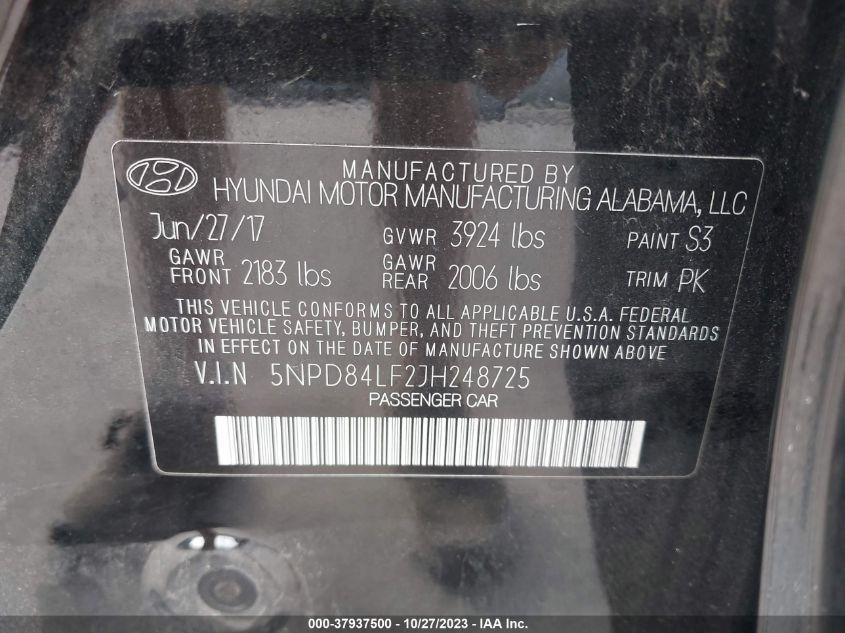 MANUFACTURED BY
HYUNDAI MOTOR MANUFACTURING ALABAMA, LLC
Jun/27/17 GVWR 3924 lbs PAINT S3
GAWR FRONT 2183 lbs GAWR REAR 2006 lbs TRIM PK
THIS VEHICLE CONFORMS TO ALL APPLICABLE U.S.A. FEDERAL
MOTOR VEHICLE SAFETY, BUMPER, AND THEFT PREVENTION STANDARDS
IN EFFECT ON THE DATE OF MANUFACTURE SHOWN ABOVE
V.I.N 5NPD84LF2JH248725
PASSENGER CAR
000-37937500 - 10/27/2023 - IAA Inc.